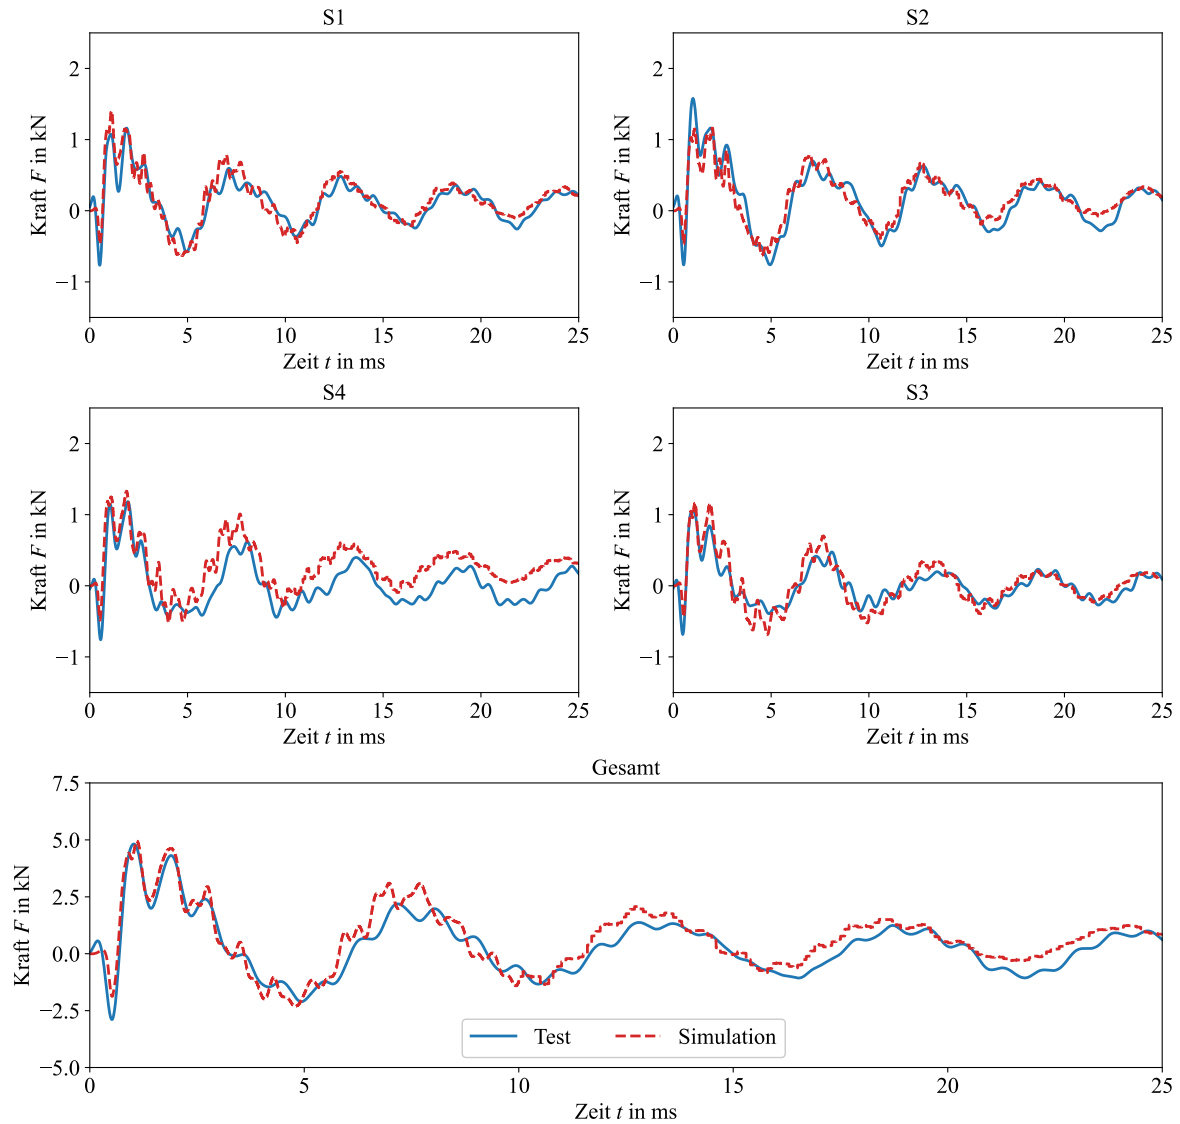 S1
2
1
0
−1
Kraft F in kN
0 5 10 15 20 25
Zeit t in ms
S2
2
1
0
−1
Kraft F in kN
0 5 10 15 20 25
Zeit t in ms
S4
2
1
0
−1
Kraft F in kN
0 5 10 15 20 25
Zeit t in ms
S3
2
1
0
−1
Kraft F in kN
0 5 10 15 20 25
Zeit t in ms
Gesamt
7.5
5.0
2.5
0.0
−2.5
−5.0
Kraft F in kN
Test Simulation
0 5 10 15 20 25
Zeit t in ms